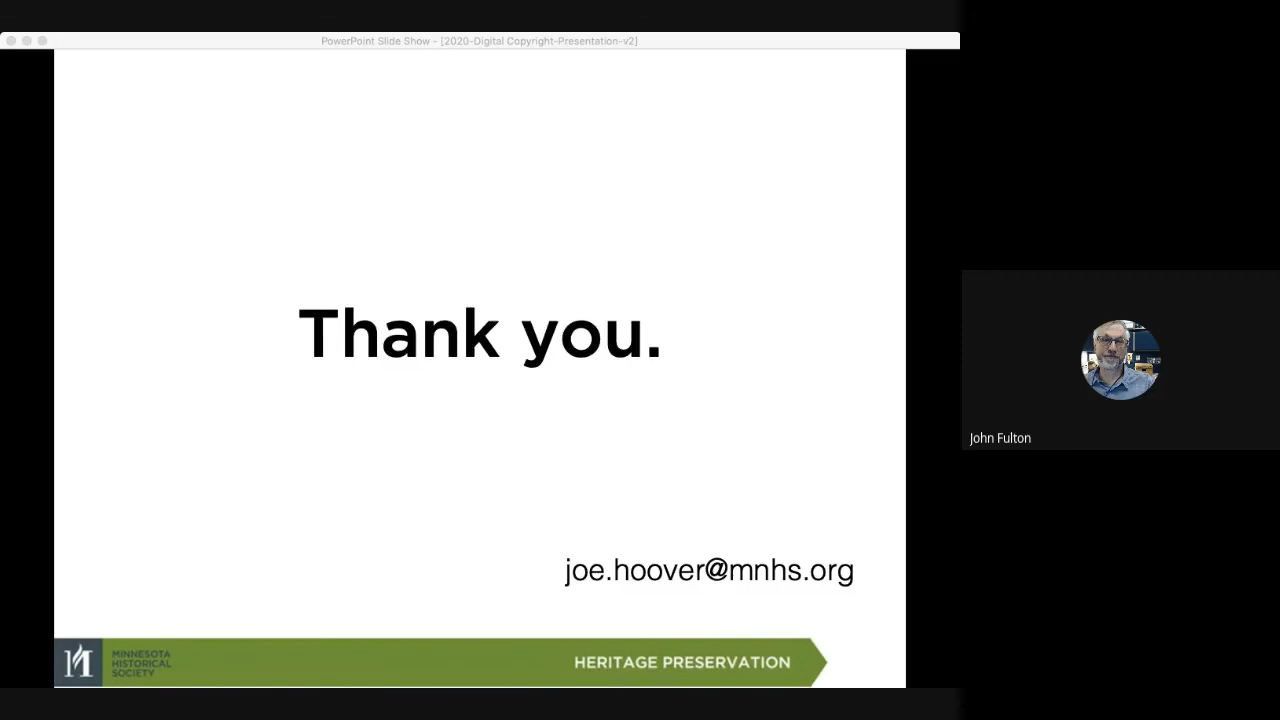 PowerPoint Slide Show - [2020-Digital Copyright-Presentation-v2]
Thank you.
joe.hoover@mnhs.org
MINNESOTA
HISTORICAL
SOCIETY
HERITAGE PRESERVATION
John Fulton